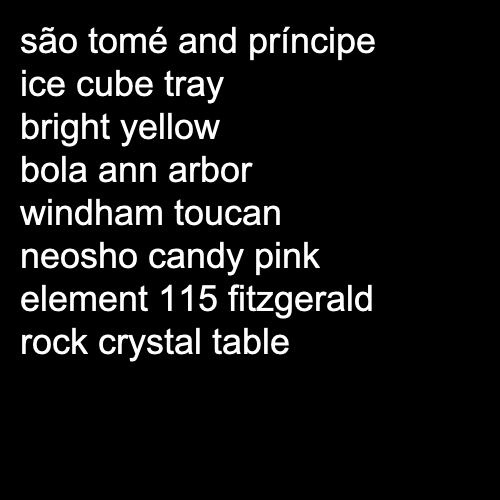 são tomé and príncipe
ice cube tray
bright yellow
bola ann arbor
windham toucan
neosho candy pink
element 115 fitzgerald
rock crystal table